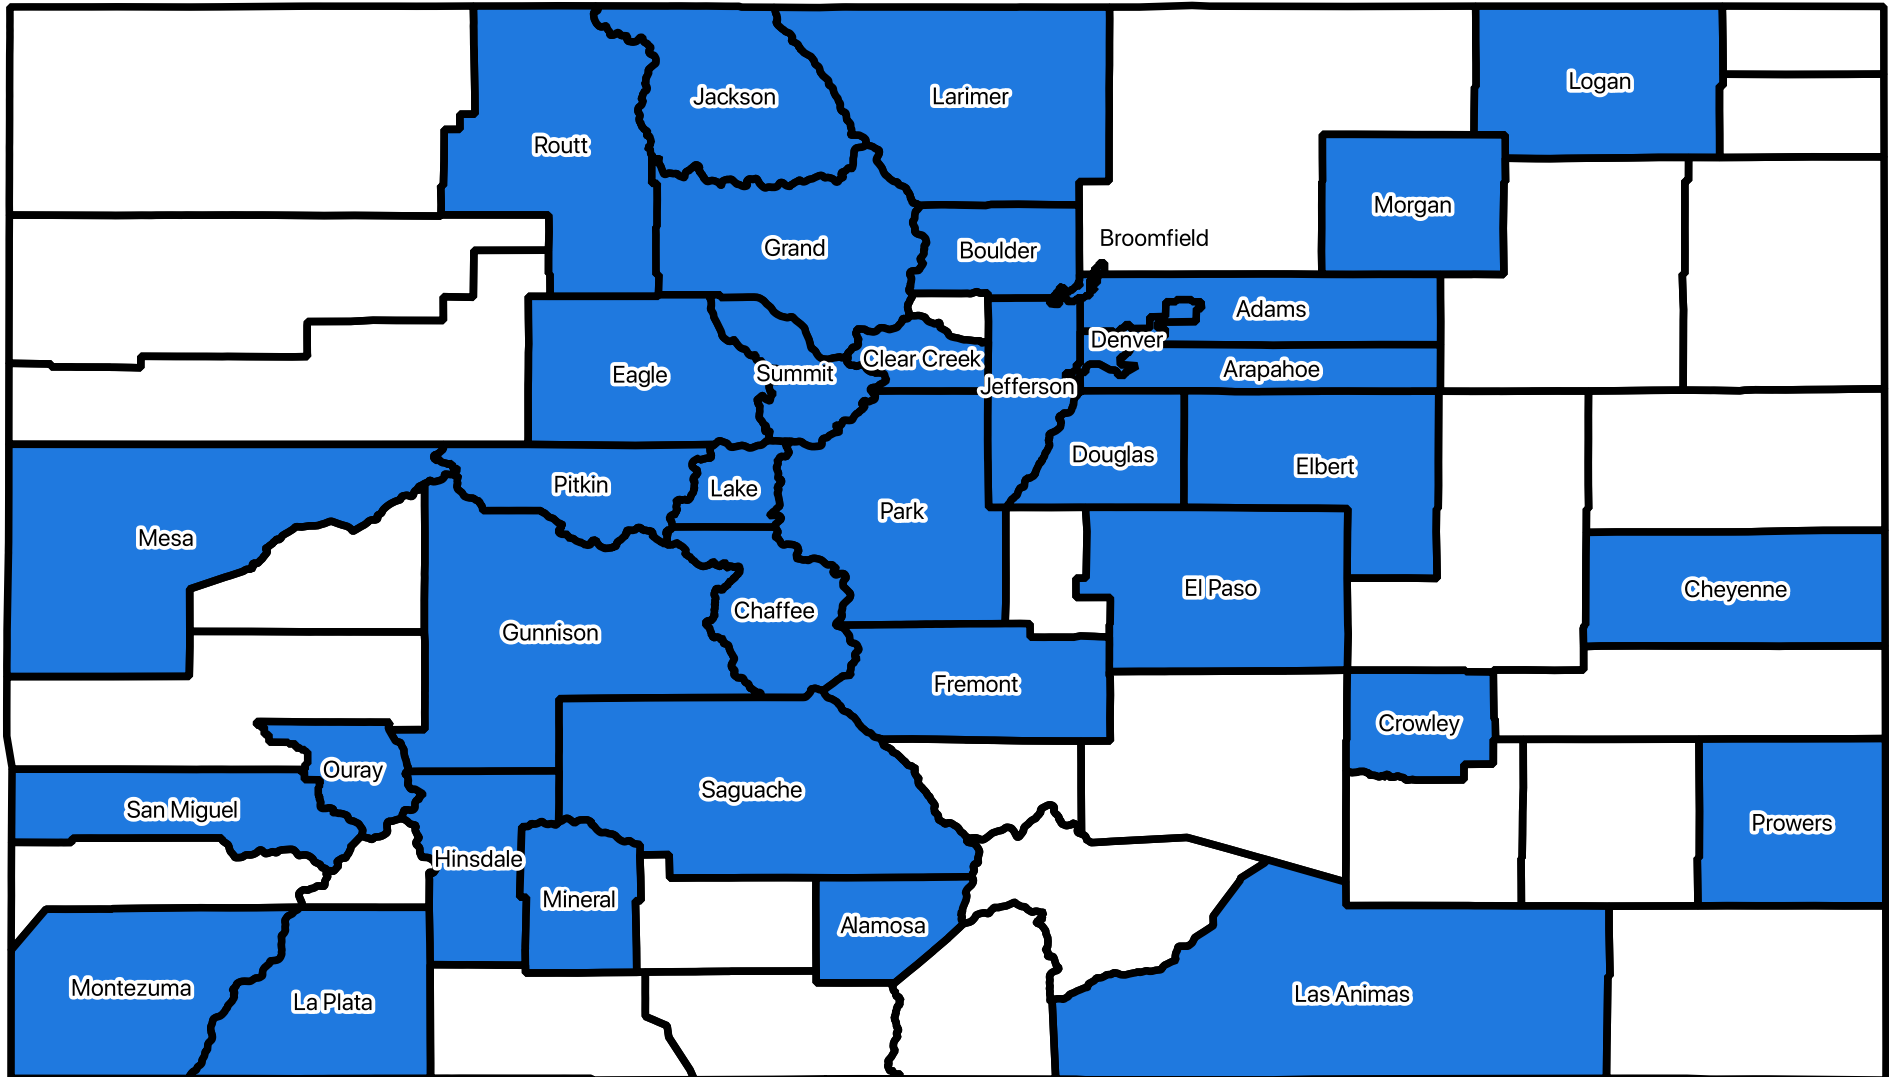 Logan
Jackson
Larimer
Routt
Morgan
Broomfield
Grand
Boulder
Adams
Denver
Clear Creek
Arapahoe
Eagle
Summit
Jefferson
Douglas
Elbert
Pitkin
Lake
Park
Mesa
El Paso
Cheyenne
Chaffee
Gunnison
Fremont
Crowley
Ouray
Saguache
San Miguel
Prowers
Hinsdale
Mineral
Alamosa
Montezuma
La Plata
Las Animas